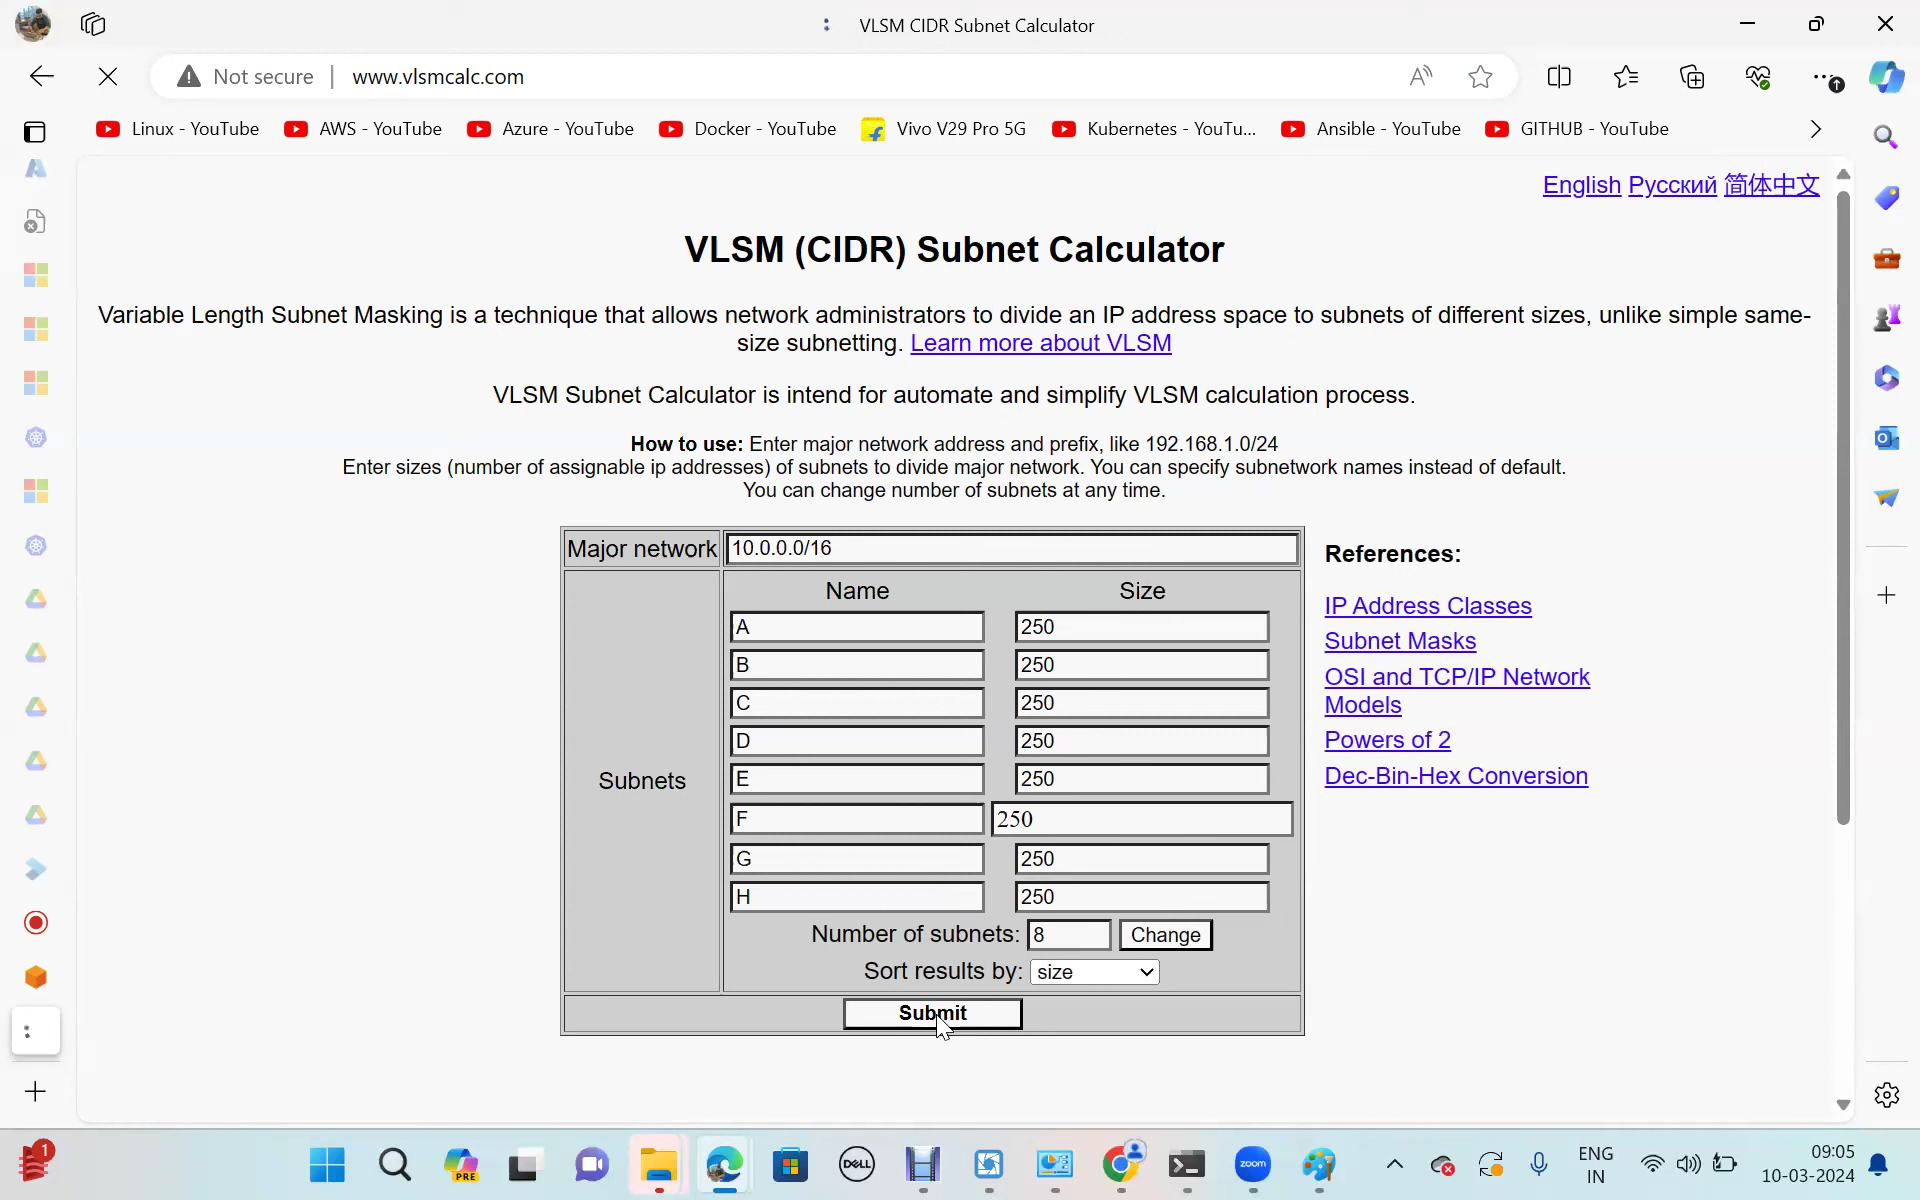 VLSM CIDR Subnet Calculator
Not secure | www.vlsmcalc.com
Linux - YouTube AWS - YouTube Azure - YouTube Docker - YouTube Vivo V29 Pro 5G Kubernetes - YouTu... Ansible - YouTube GITHUB - YouTube
English Русский 简体中文
VLSM (CIDR) Subnet Calculator
Variable Length Subnet Masking is a technique that allows network administrators to divide an IP address space to subnets of different sizes, unlike simple same-
size subnetting. Learn more about VLSM
VLSM Subnet Calculator is intend for automate and simplify VLSM calculation process.
How to use: Enter major network address and prefix, like 192.168.1.0/24
Enter sizes (number of assignable ip addresses) of subnets to divide major network. You can specify subnetwork names instead of default.
You can change number of subnets at any time.
Major network 10.0.0.0/16
Subnets
Name Size
A 250
B 250
C 250
D 250
E 250
F 250
G 250
H 250
Number of subnets: 8 Change
Sort results by: size
Submit
References:
IP Address Classes
Subnet Masks
OSI and TCP/IP Network
Models
Powers of 2
Dec-Bin-Hex Conversion
1
PRE
DELL
zoom
ENG
IN
09:05
10-03-2024